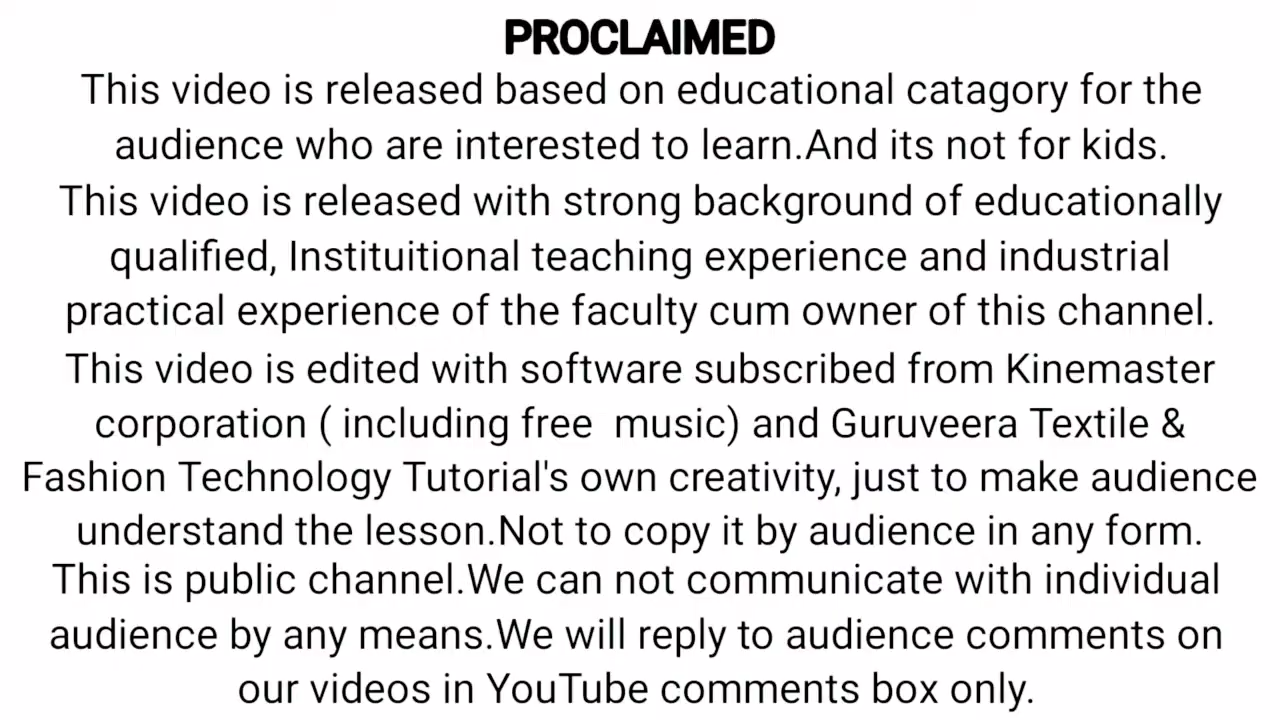 PROCLAIMED
This video is released based on educational catagory for the
audience who are interested to learn.And its not for kids.
This video is released with strong background of educationally
qualified, Instituitional teaching experience and industrial
practical experience of the faculty cum owner of this channel.
This video is edited with software subscribed from Kinemaster
corporation ( including free  music) and Guruveera Textile &
Fashion Technology Tutorial's own creativity, just to make audience
understand the lesson.Not to copy it by audience in any form.
This is public channel.We can not communicate with individual
audience by any means.We will reply to audience comments on
our videos in YouTube comments box only.